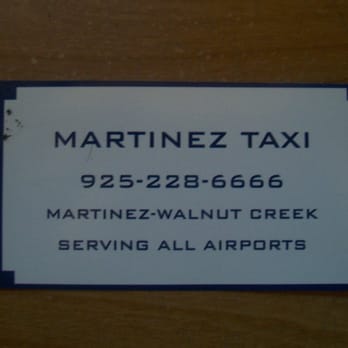 MARTINEZ TAXI
925-228-6666
MARTINEZ-WALNUT CREEK
SERVING ALL AIRPORTS